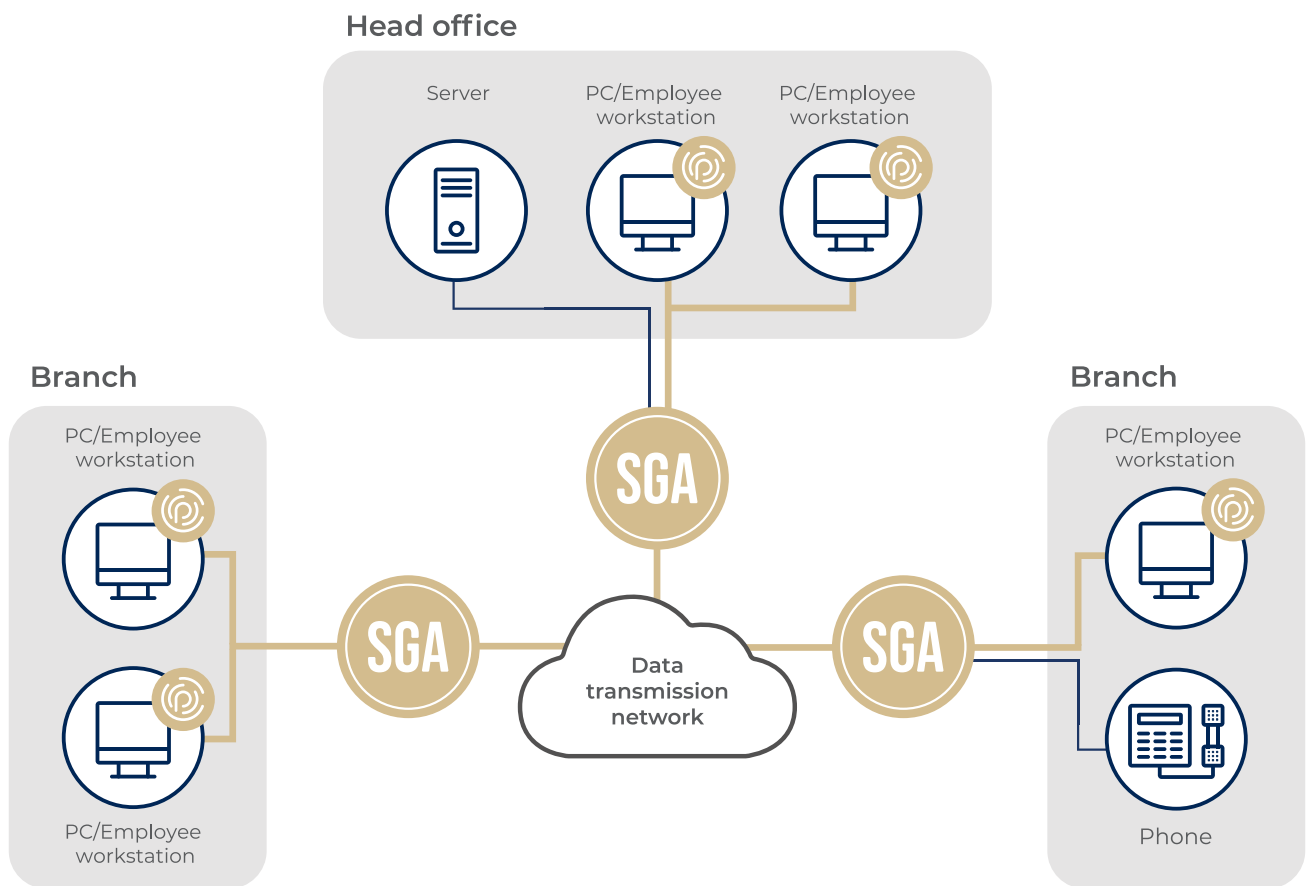 Head office
Server
PC/Employee
workstation
PC/Employee
workstation
SGA
Branch
PC/Employee
workstation
PC/Employee
workstation
SGA
Data
transmission
network
SGA
Branch
PC/Employee
workstation
Phone